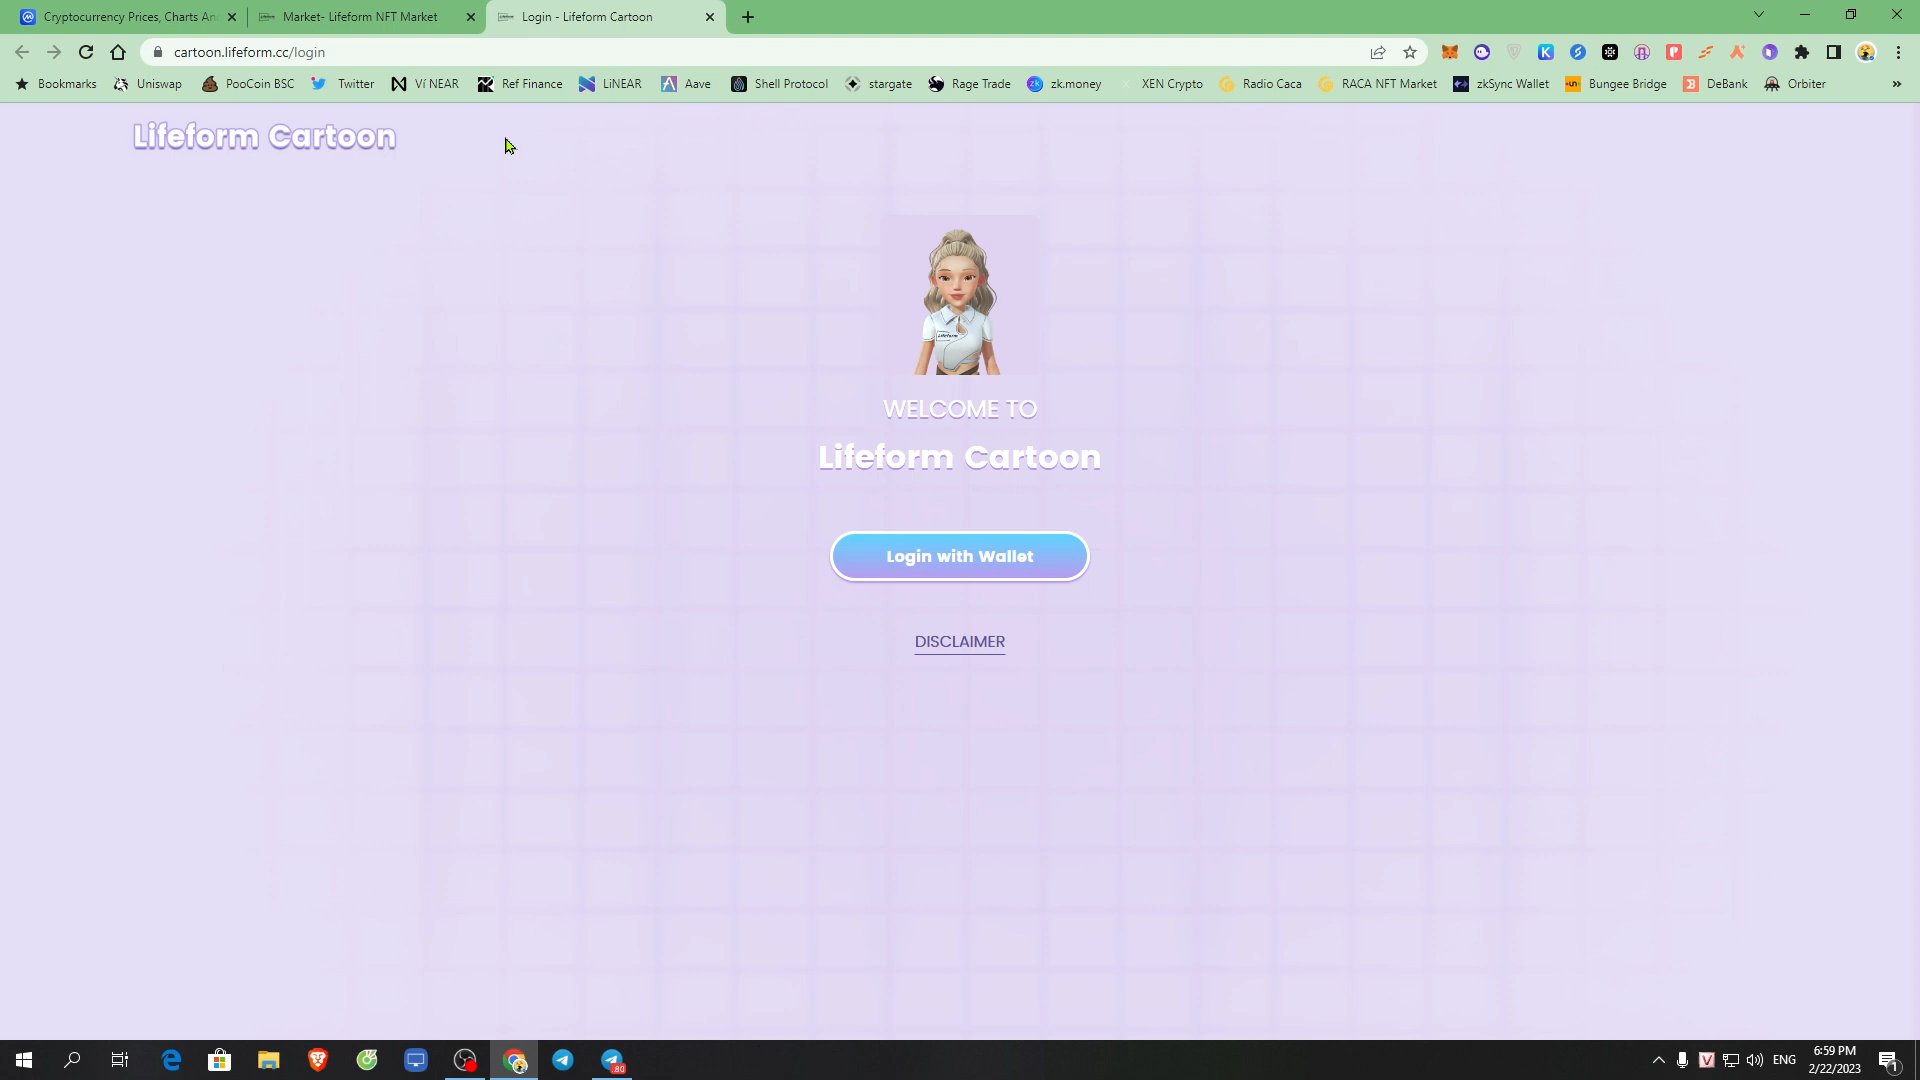 Cryptocurrency Prices, Charts An
Market- Lifeform NFT Market
Login - Lifeform Cartoon
cartoon.lifeform.cc/login
Bookmarks
Uniswap
PooCoin BSC
Twitter
Ví NEAR
Ref Finance
LiNEAR
Aave
Shell Protocol
stargate
Rage Trade
zk.money
XEN Crypto
Radio Caca
RACA NFT Market
zkSync Wallet
Bungee Bridge
DeBank
Orbiter
Lifeform Cartoon
WELCOME TO
Lifeform Cartoon
Login with Wallet
DISCLAIMER
80
ENG
6:59 PM
2/22/2023
1